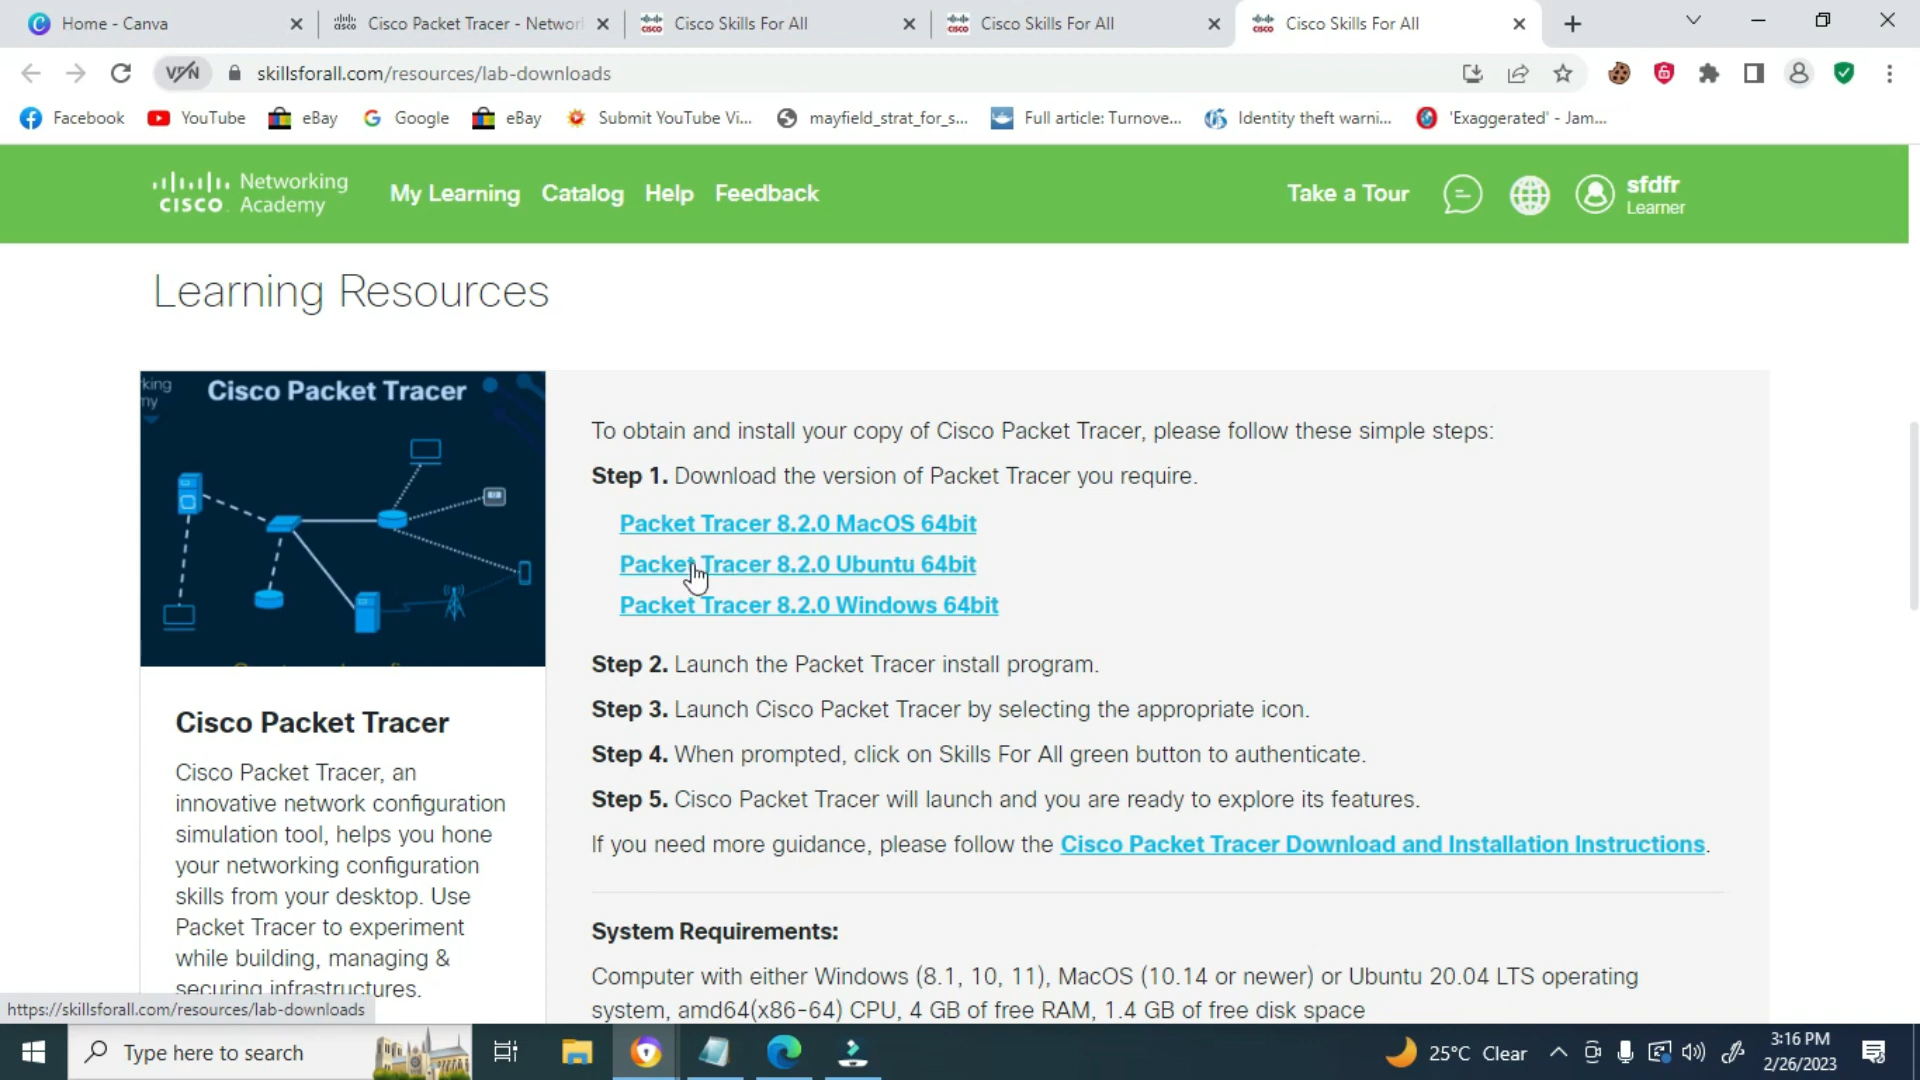 Home - Canva
Cisco Packet Tracer - Networ
Cisco Skills For All
Cisco Skills For All
Cisco Skills For All
VPN
skillsforall.com/resources/lab-downloads
Facebook
YouTube
eBay
Google
eBay
Submit YouTube Vi...
mayfield_strat_for_s...
Full article: Turnove...
Identity theft warni...
'Exaggerated' - Jam...
CISCO Networking Academy
My Learning
Catalog
Help
Feedback
Take a Tour
sfdfr
Learner
Learning Resources
king
my
Cisco Packet Tracer
To obtain and install your copy of Cisco Packet Tracer, please follow these simple steps:
Step 1. Download the version of Packet Tracer you require.
Packet Tracer 8.2.0 MacOS 64bit
Packet Tracer 8.2.0 Ubuntu 64bit
Packet Tracer 8.2.0 Windows 64bit
Step 2. Launch the Packet Tracer install program.
Step 3. Launch Cisco Packet Tracer by selecting the appropriate icon.
Step 4. When prompted, click on Skills For All green button to authenticate.
Step 5. Cisco Packet Tracer will launch and you are ready to explore its features.
If you need more guidance, please follow the Cisco Packet Tracer Download and Installation Instructions.
Cisco Packet Tracer
Cisco Packet Tracer, an
innovative network configuration
simulation tool, helps you hone
your networking configuration
skills from your desktop. Use
Packet Tracer to experiment
while building, managing &
securing infrastructures.
System Requirements:
Computer with either Windows (8.1, 10, 11), MacOS (10.14 or newer) or Ubuntu 20.04 LTS operating
system, amd64(x86-64) CPU, 4 GB of free RAM, 1.4 GB of free disk space
https://skillsforall.com/resources/lab-downloads
Type here to search
25°C Clear
3:16 PM
2/26/2023